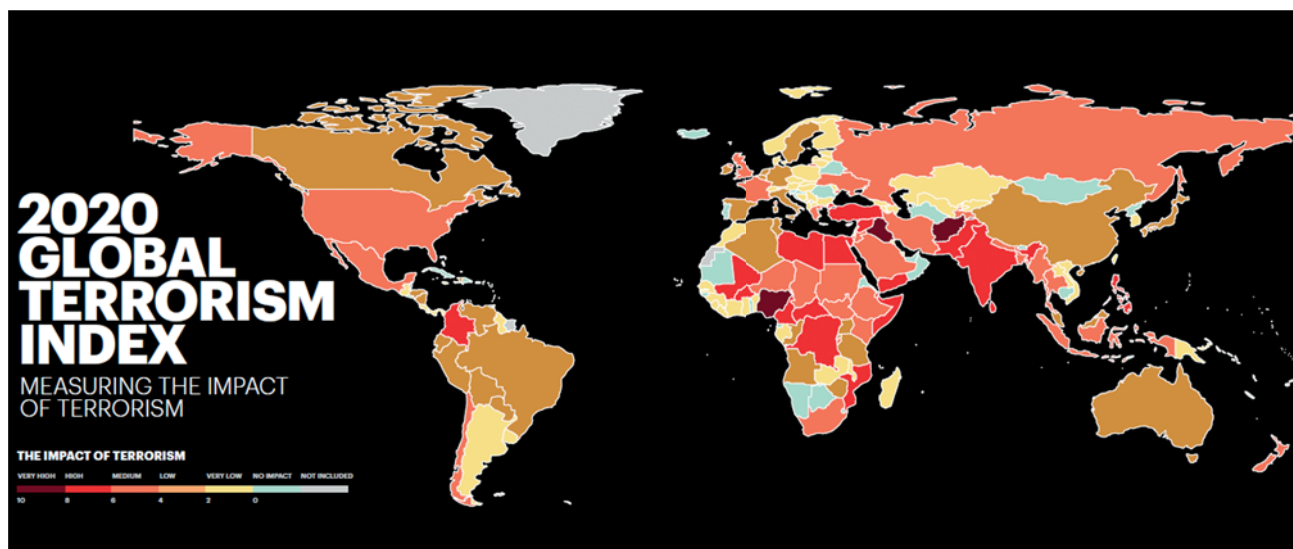 2020
GLOBAL
TERRORISM
INDEX
MEASURING THE IMPACT
OF TERRORISM
THE IMPACT OF TERRORISM
VERY HIGH HIGH MEDIUM LOW VERY LOW NO IMPACT NOT INCLUDED
10 8 6 4 2 0